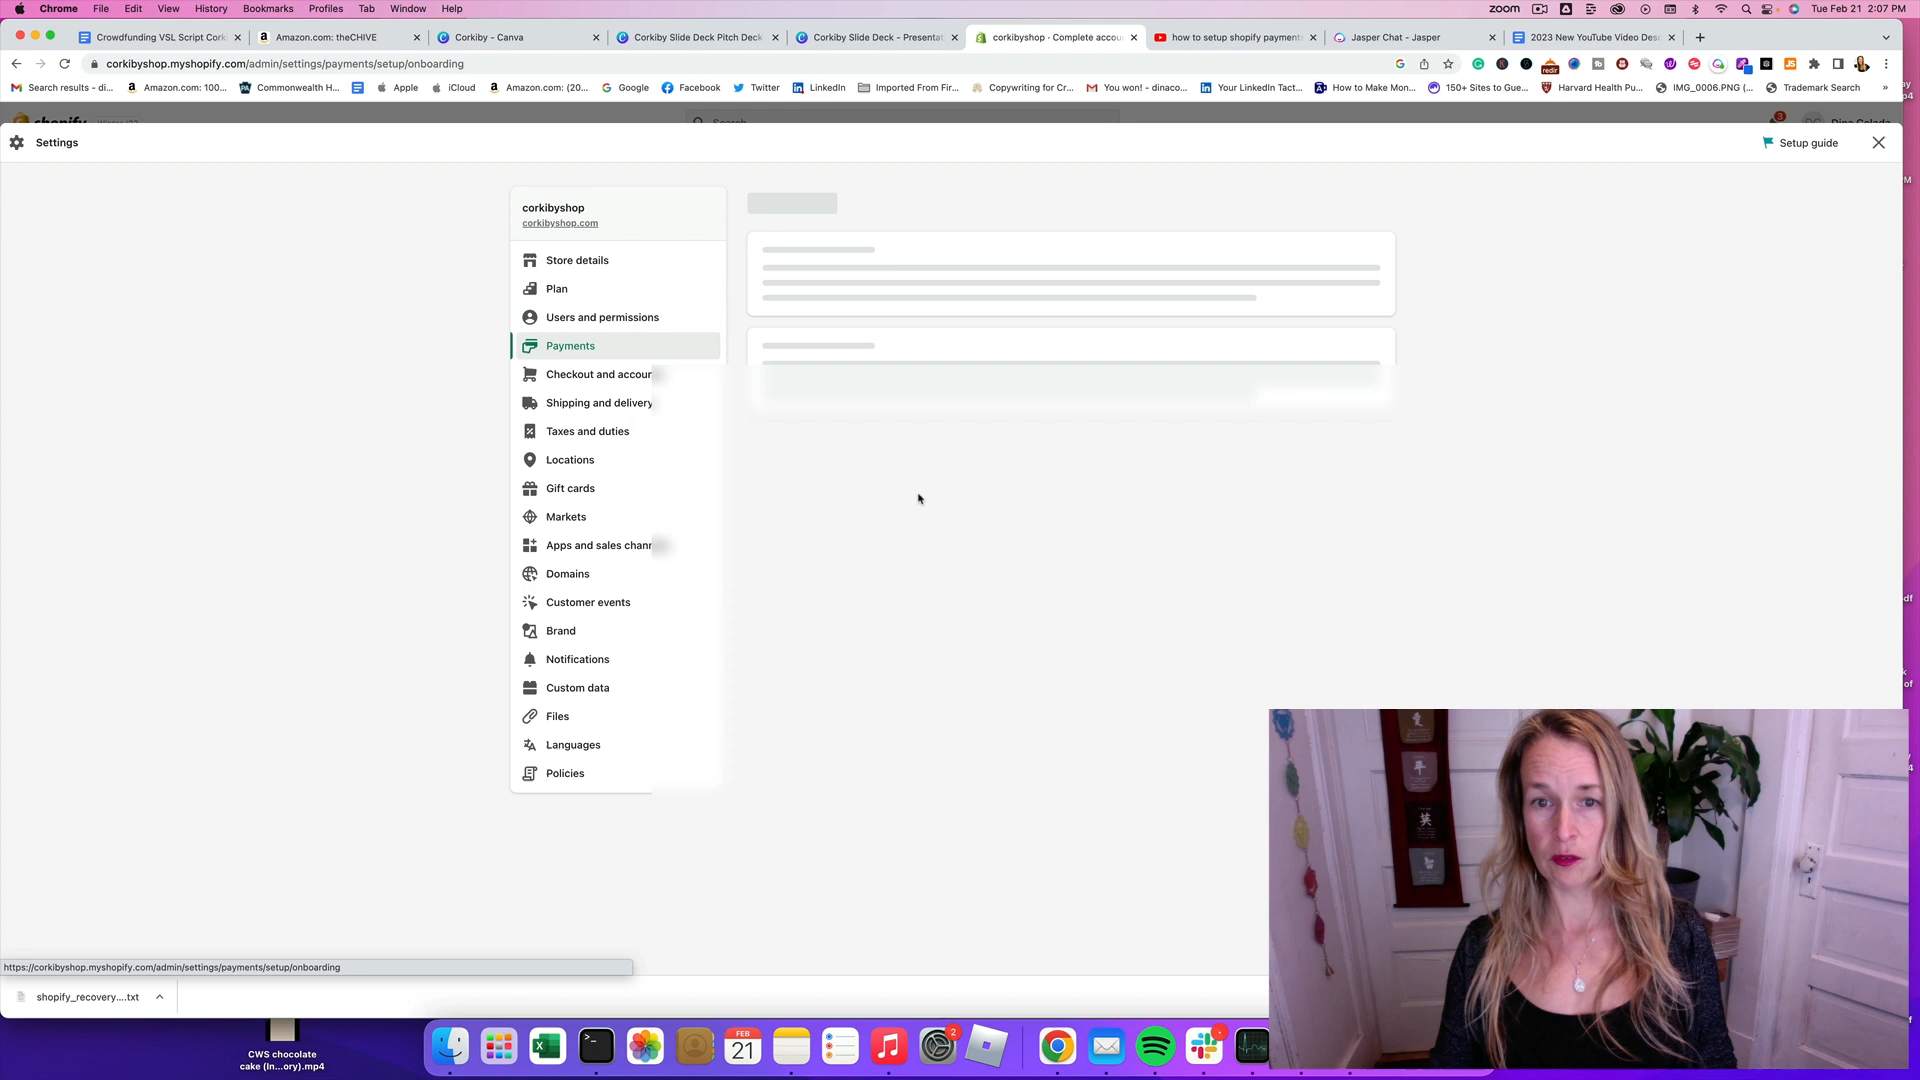 Chrome File Edit View History Bookmarks Profiles Tab Window Help
zoom Tue Feb 21 2:07 PM
Crowdfunding VSL Script Cork
Amazon.com: theCHIVE
Corkiby - Canva
Corkiby Slide Deck Pitch Deck
Corkiby Slide Deck - Presentat
corkibyshop · Complete accou
how to setup shopify payment
Jasper Chat - Jasper
2023 New YouTube Video Desc
corkibyshop.myshopify.com/admin/settings/payments/setup/onboarding
redir
Search results - di...
Amazon.com: 100...
Commonwealth H...
Apple
iCloud
Amazon.com: (20...
Google
Facebook
Twitter
LinkedIn
Imported From Fir...
Copywriting for Cr...
You won! - dinaco...
Your LinkedIn Tact...
How to Make Mon...
150+ Sites to Gue...
Harvard Health Pu...
IMG_0006.PNG (...
Trademark Search
»
shopify
Search
3
Settings
Setup guide
corkibyshop
corkibyshop.com
Store details
Plan
Users and permissions
Payments
Checkout and accoun
Shipping and delivery
Taxes and duties
Locations
Gift cards
Markets
Apps and sales chann
Domains
Customer events
Brand
Notifications
Custom data
Files
Languages
Policies
https://corkibyshop.myshopify.com/admin/settings/payments/setup/onboarding
shopify_recovery....txt
CWS chocolate
cake (In...ory).mp4
FEB
21
2